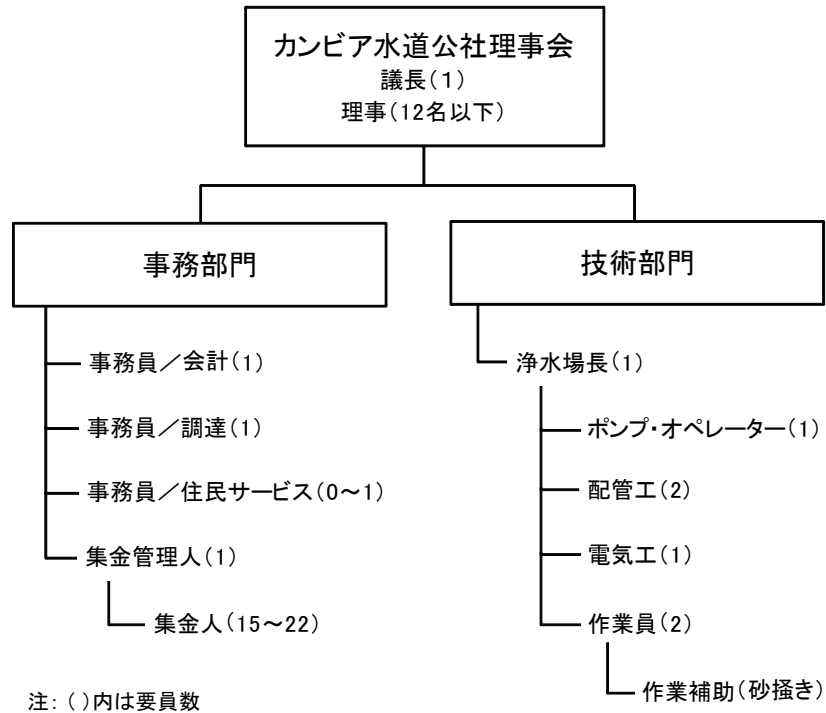 カンビア水道公社理事会
議長(1)
理事(12名以下)
事務部門
事務員/会計(1)
事務員/調達(1)
事務員/住民サービス(0~1)
集金管理人(1)
集金人(15~22)
技術部門
浄水場長(1)
ポンプ・オペレーター(1)
配管工(2)
電気工(1)
作業員(2)
作業補助(砂掻き)
注:( )内は要員数